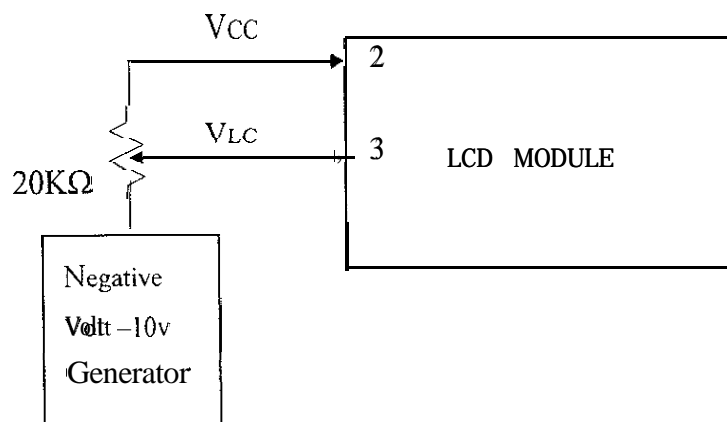 VCC
2
VLC
3
LCD MODULE
20KΩ
Negative
Volt –10v
Generator